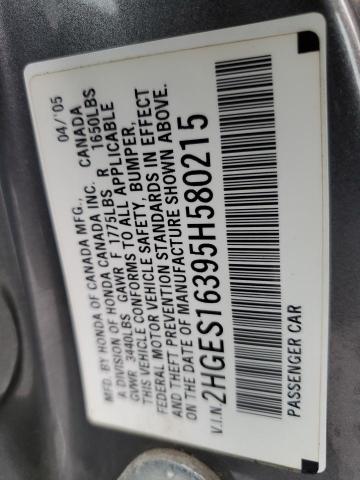 MFD. BY HONDA OF CANADA MFG., 04/'05
A DIVISION OF HONDA CANADA INC. CANADA
GVWR 3440LBS GAWR F 1775LBS R 1650LBS
THIS VEHICLE CONFORMS TO ALL APPLICABLE
FEDERAL MOTOR VEHICLE SAFETY, BUMPER,
AND THEFT PREVENTION STANDARDS IN EFFECT
ON THE DATE OF MANUFACTURE SHOWN ABOVE.
V.I.N. 2HGES16395H580215
PASSENGER CAR